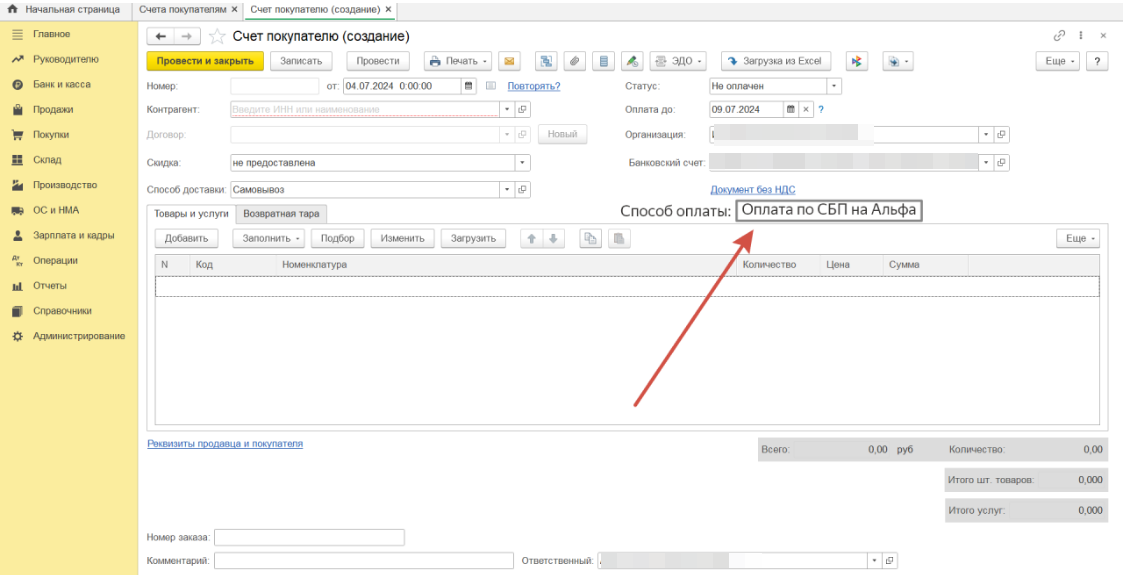 Начальная страница
Счета покупателям ×
Счет покупателю (создание) ×
Главное
Руководителю
Банк и касса
Продажи
Покупки
Склад
Производство
ОС и НМА
Зарплата и кадры
Операции
Отчеты
Справочники
Администрирование
Счет покупателю (создание)
Провести и закрыть Записать Провести Печать ЭДО Загрузка из Excel Еще ?
Номер: от: 04.07.2024 0:00:00 Повторять? Статус: Не оплачен
Контрагент: Введите ИНН или наименование Оплата до: 09.07.2024 × ?
Договор: Новый Организация:
Скидка: не предоставлена Банковский счет:
Способ доставки: Самовывоз Документ без НДС
Товары и услуги Возвратная тара Способ оплаты: Оплата по СБП на Альфа
Добавить Заполнить Подбор Изменить Загрузить Еще
N Код Номенклатура Количество Цена Сумма
Реквизиты продавца и покупателя Всего: 0,00 руб Количество: 0,00
Итого шт. товаров: 0,000
Итого услуг: 0,000
Номер заказа:
Комментарий: Ответственный: